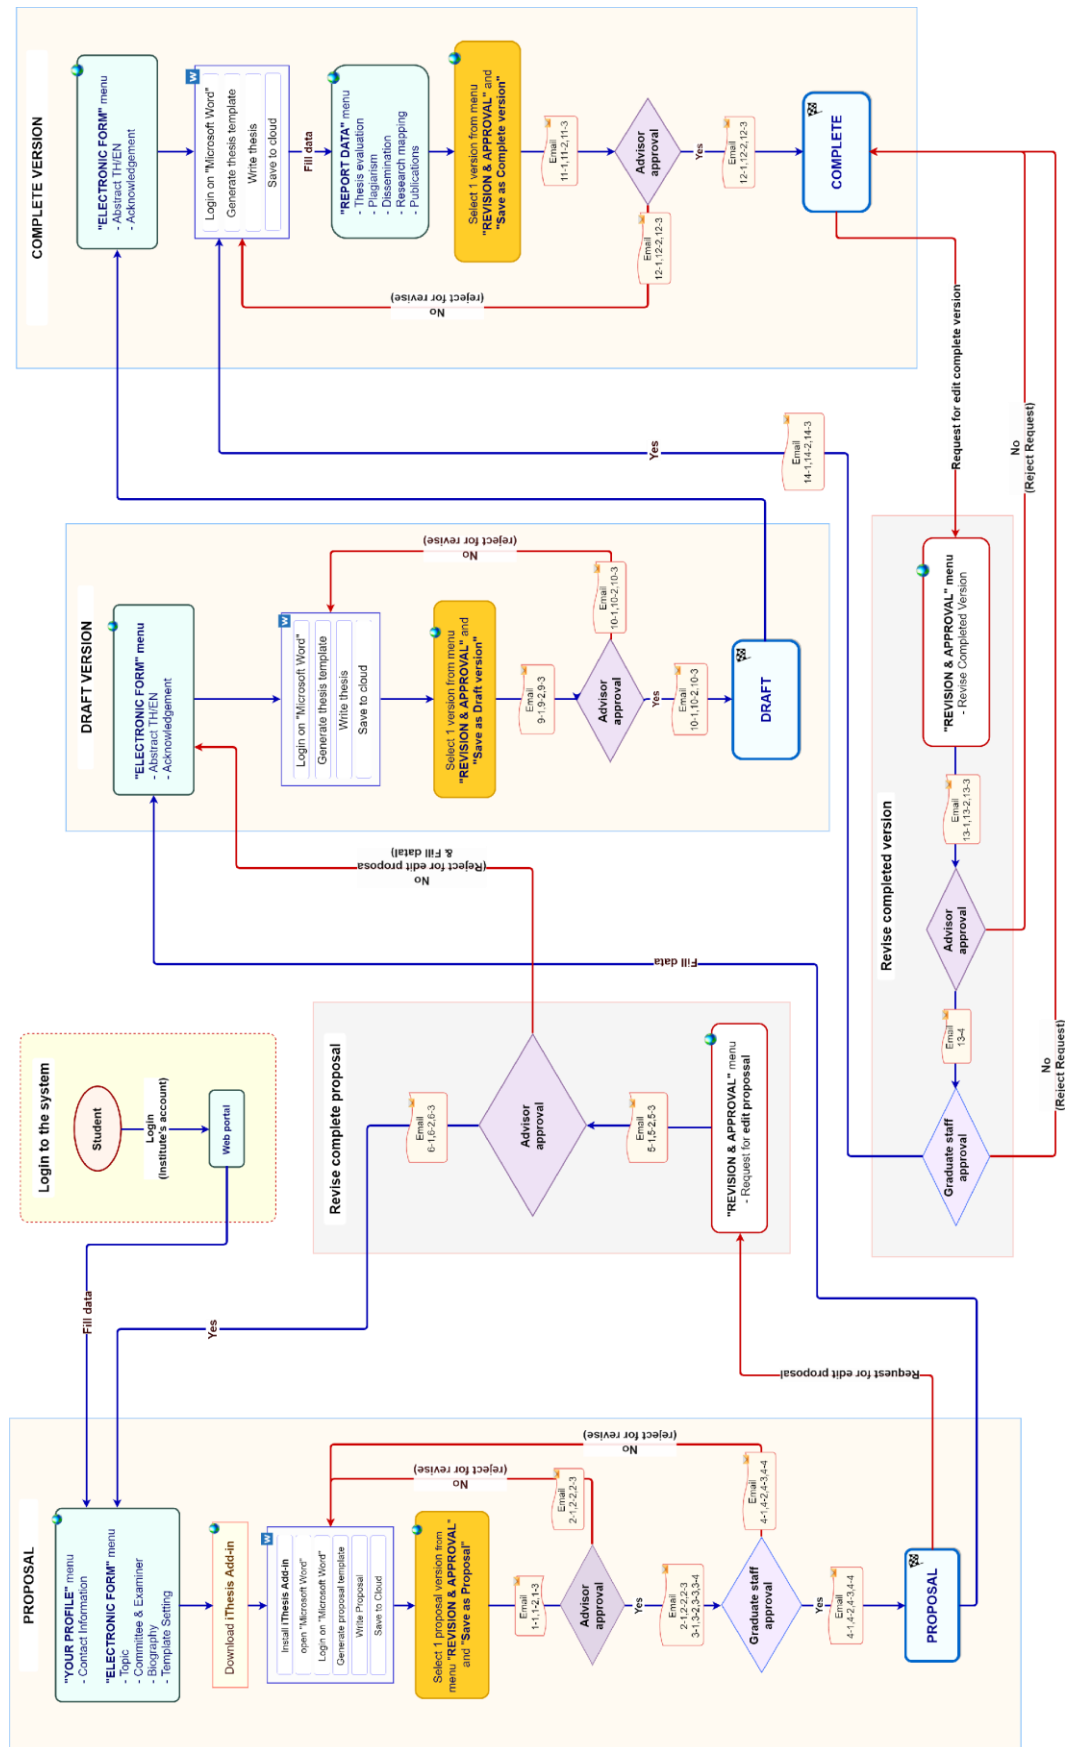 PROPOSAL
"YOUR PROFILE" menu
- Contact Information
"ELECTRONIC FORM" menu
- Topic
- Committee & Examiner
- Biography
- Template Setting
Download iThesis Add-in
Install iThesis Add-in
open "Microsoft Word"
Login on "Microsoft Word"
Generate proposal template
Write Proposal
Save to Cloud
Select 1 proposal version from
menu "REVISION & APPROVAL"
and "Save as Proposal"
Email
1-1,1-2,1-3
Advisor
approval
Email
2-1,2-2,2-3
No
(reject for revise)
Yes
Email
2-1,2-2,2-3
3-1,3-2,3-3,3-4
Graduate staff
approval
Email
4-1,4-2,4-3,4-4
No
(reject for revise)
Yes
Email
4-1,4-2,4-3,4-4
PROPOSAL
Request for edit proposal
Fill data
Yes
Login to the system
Student
Login
(Institute's account)
Web portal
Revise complete proposal
Email
6-1,6-2,6-3
Advisor
approval
Email
5-1,5-2,5-3
"REVISION & APPROVAL" menu
- Request for edit propossal
Fill data
No
(Reject for edit proposa
& Fill datal)
DRAFT VERSION
"ELECTRONIC FORM" menu
- Abstract TH/EN
- Acknowledgement
Login on "Microsoft Word"
Generate thesis template
Write thesis
Save to cloud
Select 1 version from menu
"REVISION & APPROVAL" and
"Save as Draft version"
Email
9-1,9-2,9-3
Advisor
approval
Email
10-1,10-2,10-3
No
(reject for revise)
Yes
Email
10-1,10-2,10-3
DRAFT
Revise completed version
"REVISION & APPROVAL" menu
- Revise Completed Version
Email
13-1,13-2,13-3
Advisor
approval
Email
13-4
Graduate staff
approval
Yes
Email
14-1,14-2,14-3
Request for edit complete version
No
(Reject Request)
No
(Reject Request)
COMPLETE VERSION
"ELECTRONIC FORM" menu
- Abstract TH/EN
- Acknowledgement
Login on "Microsoft Word"
Generate thesis template
Write thesis
Save to cloud
Fill data
"REPORT DATA" menu
- Thesis evaluation
- Plagiarism
- Dissemination
- Research mapping
- Publications
Select 1 version from menu
"REVISION & APPROVAL" and
"Save as Complete version"
Email
11-1,11-2,11-3
Advisor
approval
Email
12-1,12-2,12-3
No
(reject for revise)
Yes
Email
12-1,12-2,12-3
COMPLETE